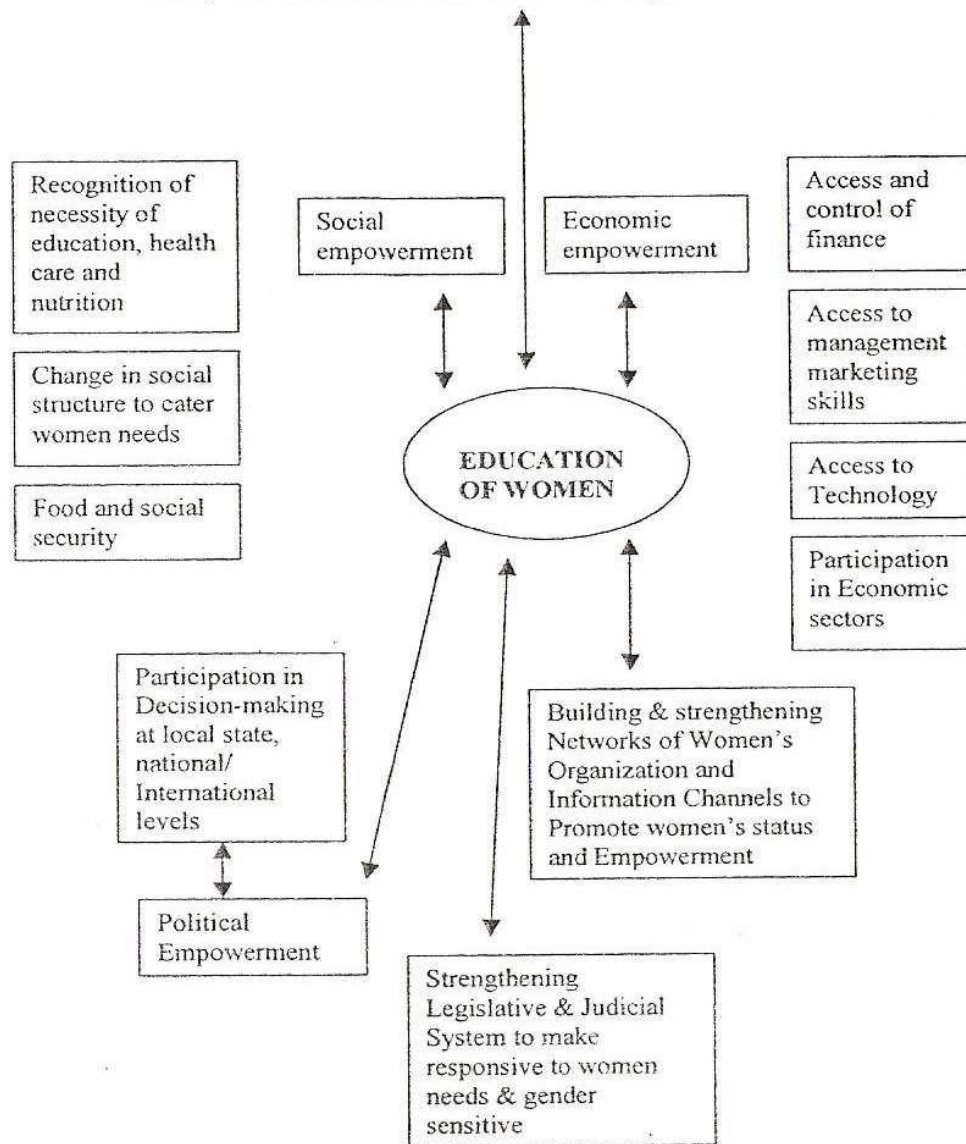 Recognition of
necessity of
education, health
care and
nutrition
Social
empowerment
Economic
empowerment
Access and
control of
finance
Change in social
structure to cater
women needs
Access to
management
marketing
skills
EDUCATION
OF WOMEN
Food and social
security
Access to
Technology
Participation
in Economic
sectors
Participation in
Decision-making
at local state,
national/
International
levels
Building & strengthening
Networks of Women's
Organization and
Information Channels to
Promote women's status
and Empowerment
Political
Empowerment
Strengthening
Legislative & Judicial
System to make
responsive to women
needs & gender
sensitive